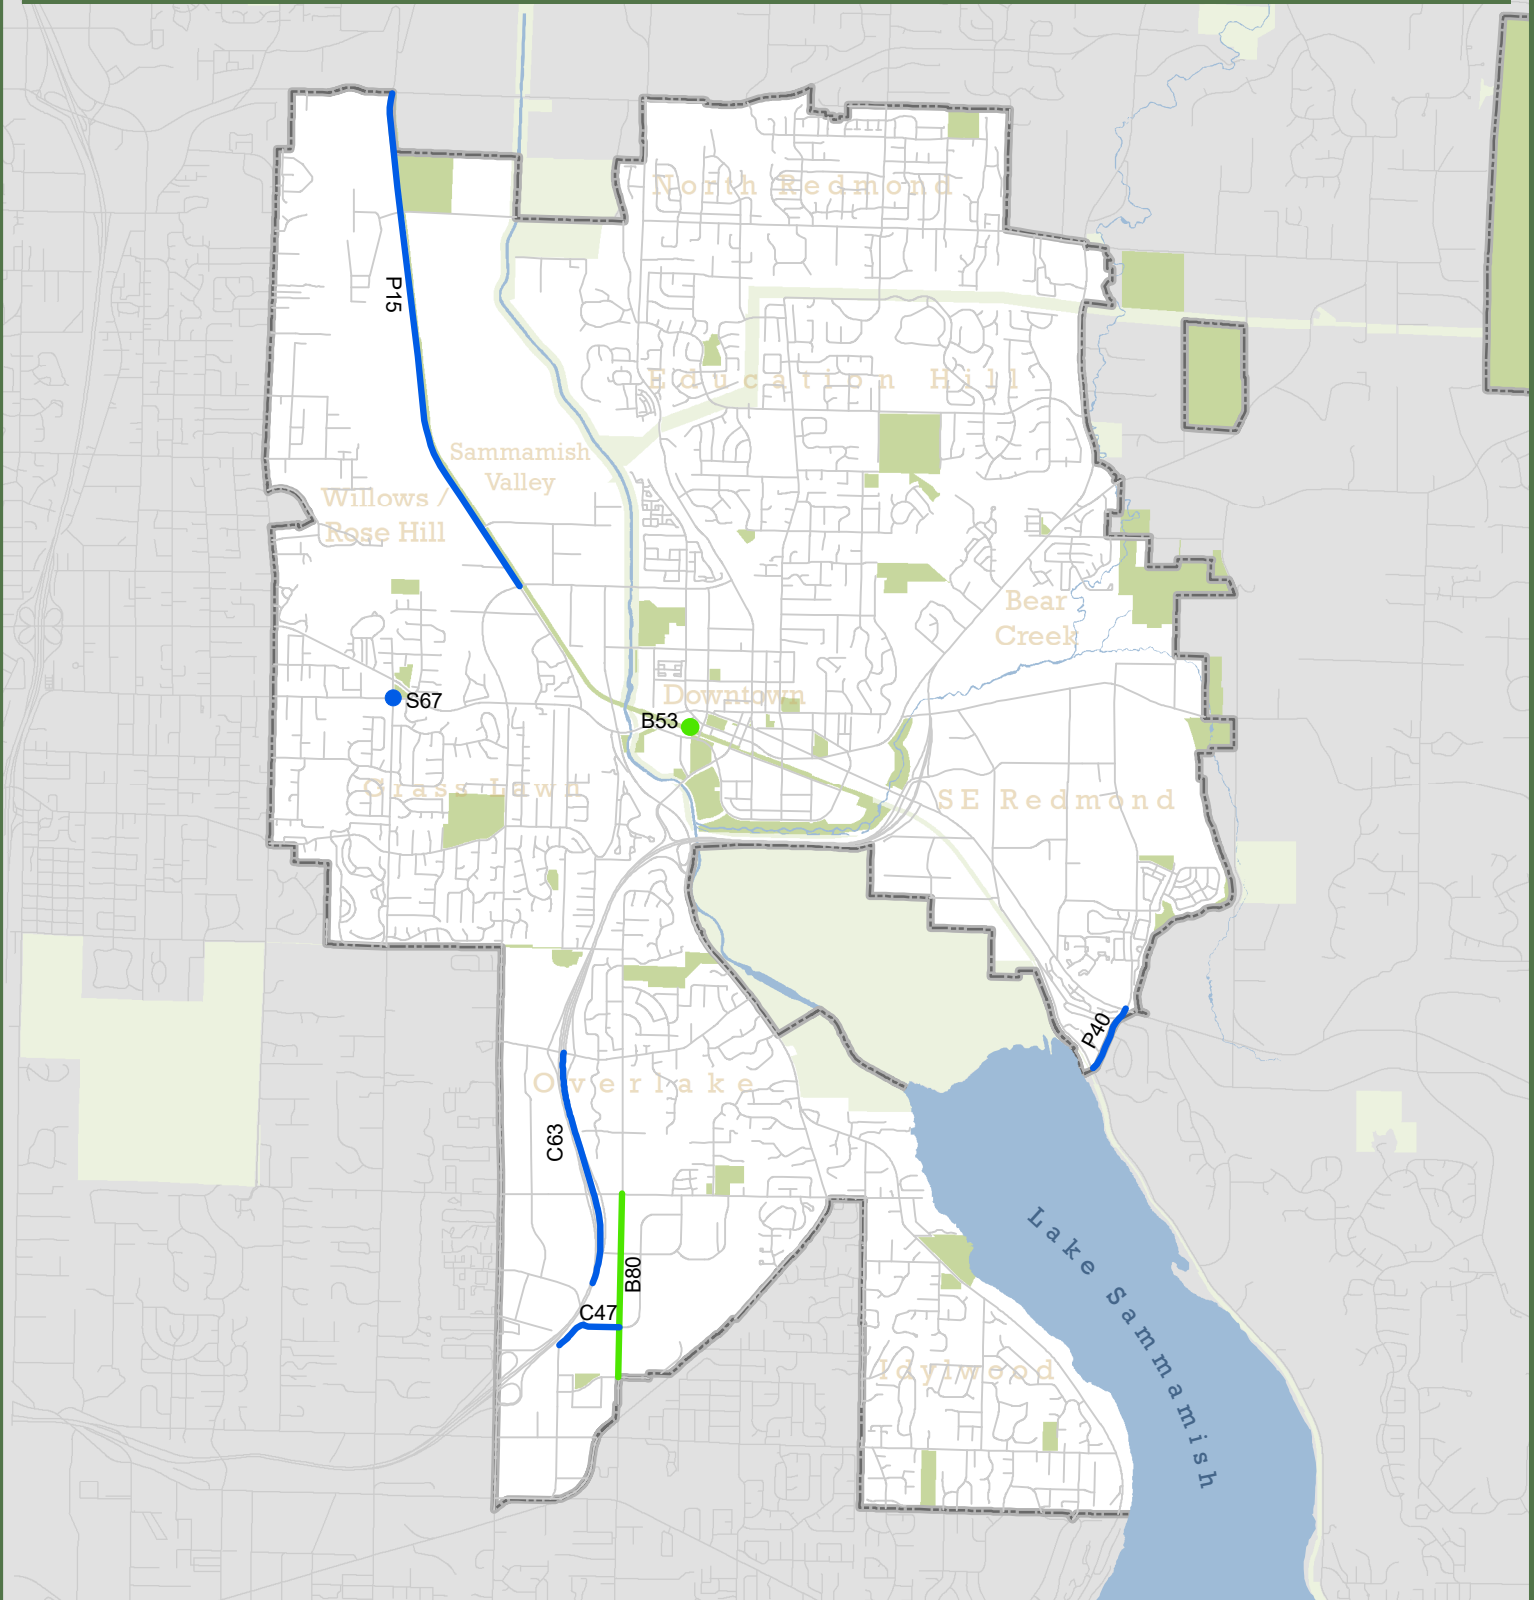 North Redmond
P15
Education Hill
Sammamish
Valley
Willows /
Rose Hill
Bear
Creek
S67
Downtown
B53
Grass Lawn
SE Redmond
P40
Overlake
C63
B80
C47
Idylwood
Lake Sammamish